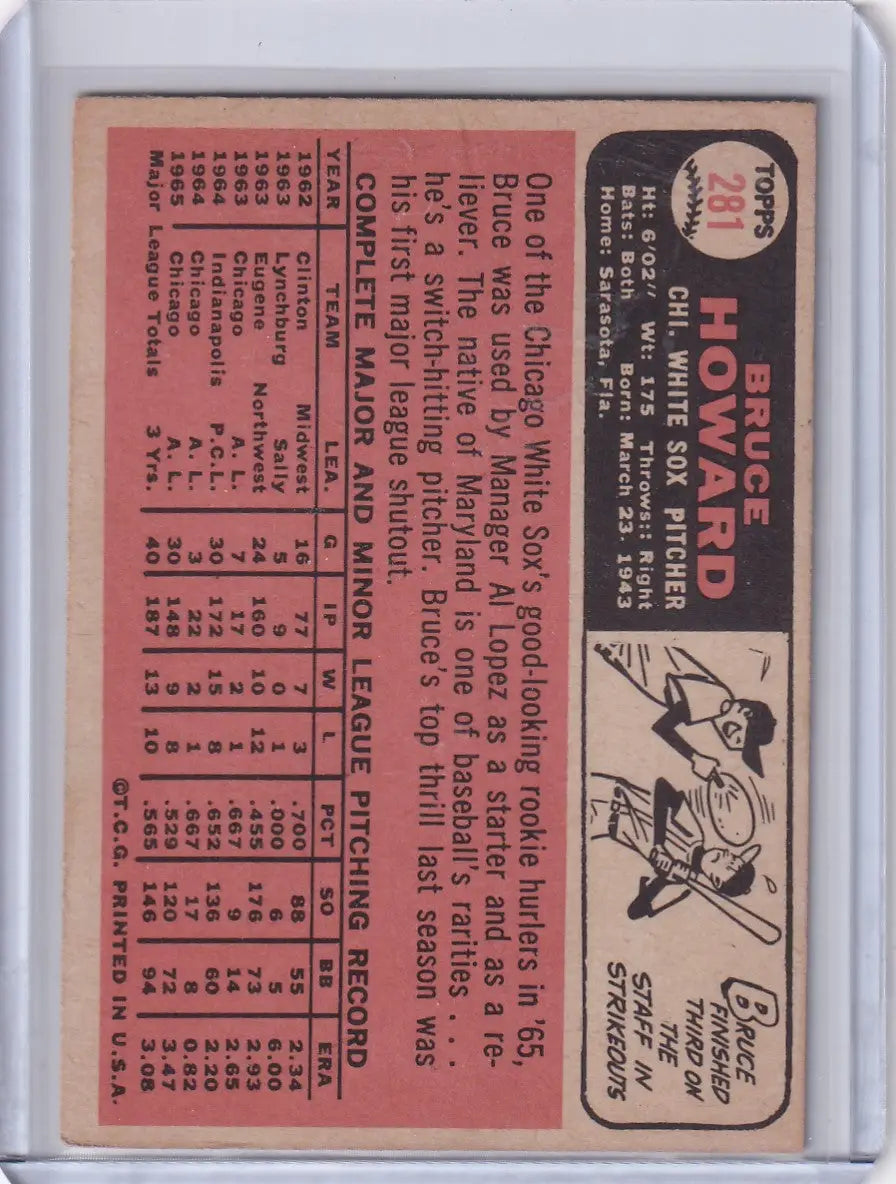 TOPPS
281
BRUCE
HOWARD
CHI. WHITE SOX PITCHER
Ht: 6'02" Wt: 175 Throws:: Right
Bats: Both Born: March 23. 1943
Home: Sarasota, Fla.
BRUCE
FINISHED
THIRD ON
THE
STAFF IN
STRIKEOUTS
One of the Chicago White Sox's good-looking rookie hurlers in '65,
Bruce was used by Manager Al Lopez as a starter and as a re-
liever. The native of Maryland is one of baseball's rarities . . .
he's a switch-hitting pitcher. Bruce's top thrill last season was
his first major league shutout.
COMPLETE MAJOR AND MINOR LEAGUE PITCHING RECORD
YEAR TEAM LEA. G IP W L PCT SO BB ERA
1962 Clinton Midwest 16 77 7 3 .700 88 55 2.34
1963 Lynchburg Sally 5 9 0 1 .000 6 5 6.00
1963 Eugene Northwest 24 160 10 12 .455 176 73 2.93
1963 Chicago A. L. 7 17 2 1 .667 9 14 2.65
1964 Indianapolis P.C.L. 30 172 15 8 .652 136 60 2.20
1964 Chicago A. L. 3 22 2 1 .667 17 8 0.82
1965 Chicago A. L. 30 148 9 8 .529 120 72 3.47
Major League Totals 3 Yrs. 40 187 13 10 .565 146 94 3.08
©T.C.G. PRINTED IN U.S.A.